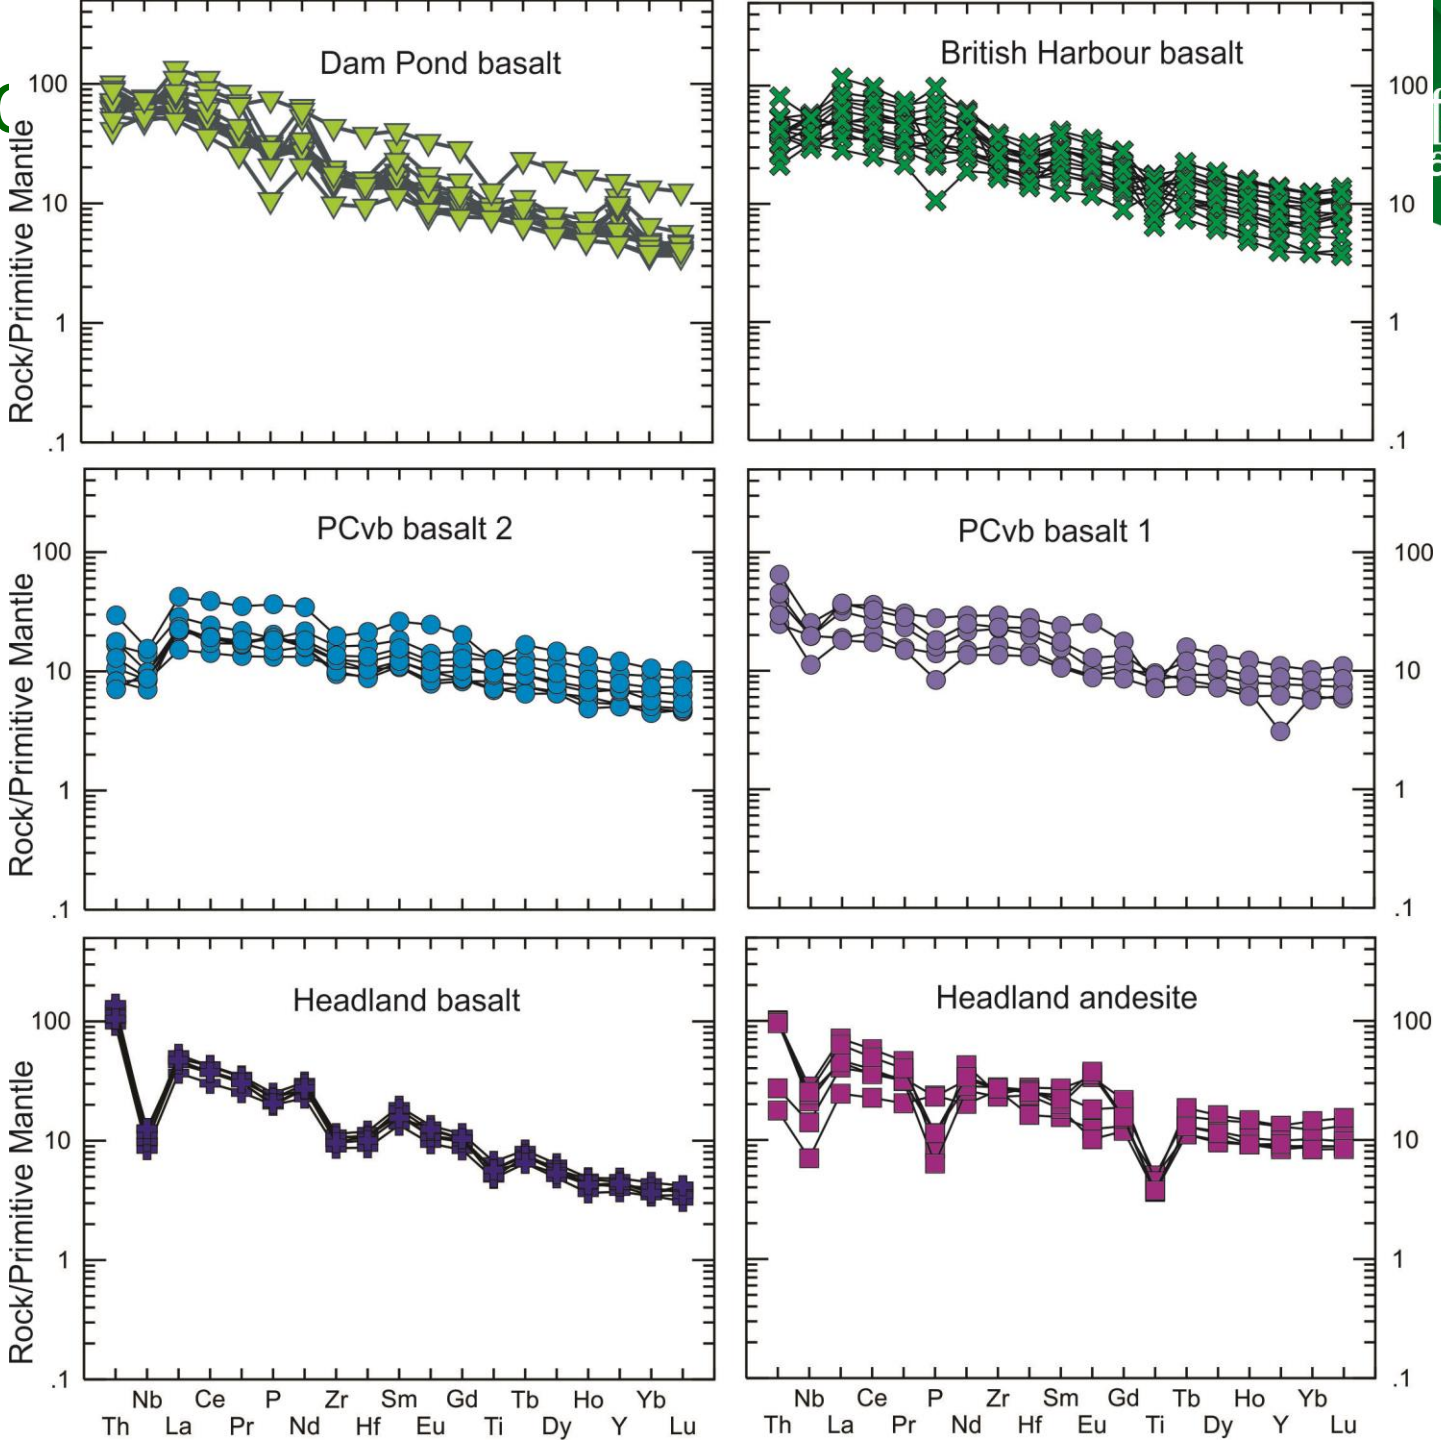 Dam Pond basalt
British Harbour basalt
Rock/Primitive Mantle
100
10
1
.1
100
10
1
.1
PCvb basalt 2
PCvb basalt 1
Rock/Primitive Mantle
100
10
1
.1
100
10
1
.1
Headland basalt
Headland andesite
Rock/Primitive Mantle
100
10
1
.1
100
10
1
.1
Nb Ce P Zr Sm Gd Tb Ho Yb
Th La Pr Nd Hf Eu Ti Dy Y Lu
Nb Ce P Zr Sm Gd Tb Ho Yb
Th La Pr Nd Hf Eu Ti Dy Y Lu